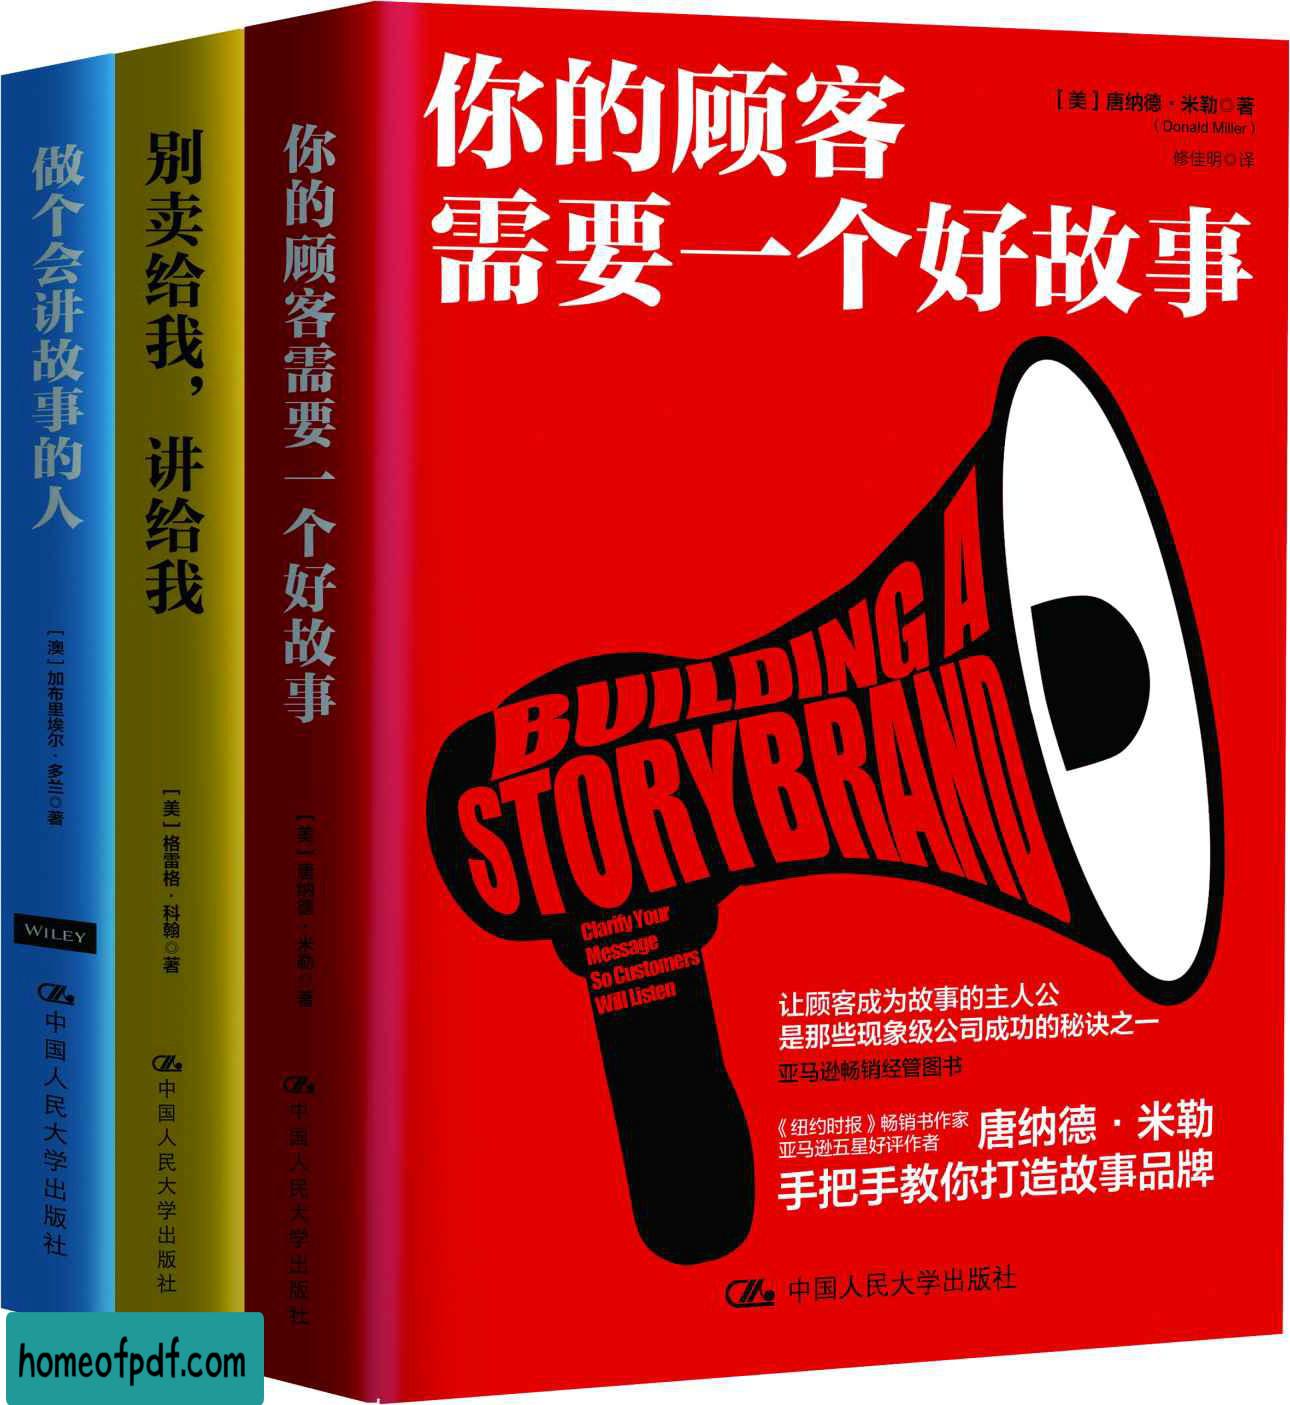 做个会讲故事的人
[澳]加布里埃尔·多兰◎著
WILEY
中国人民大学出版社
别卖给我，讲给我
[美]格雷格·科翰◎著
中国人民大学出版社
你的顾客需要一个好故事
[美]唐纳德·米勒◎著
中国人民大学出版社
你的顾客
需要一个好故事
[美]唐纳德·米勒◎著
(Donald Miller)
修佳明◎译
BUILDING A
STORYBRAND
Clarify Your
Message
So Customers
Will Listen
让顾客成为故事的主人公
是那些现象级公司成功的秘诀之一
亚马逊畅销经管图书
《纽约时报》畅销书作家
亚马逊五星好评作者
唐纳德·米勒
手把手教你打造故事品牌
中国人民大学出版社
homeofpdf.com